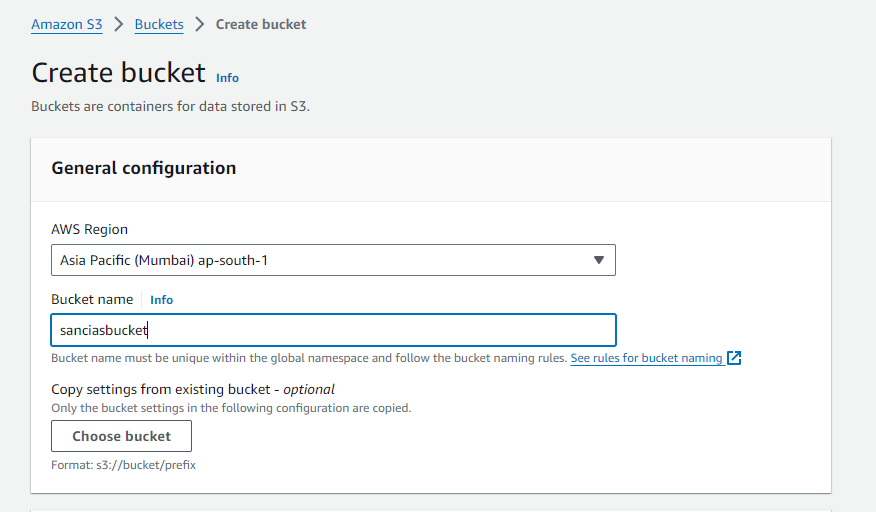 Amazon S3 > Buckets > Create bucket
Create bucket Info
Buckets are containers for data stored in S3.
General configuration
AWS Region
Asia Pacific (Mumbai) ap-south-1
Bucket name Info
sanciasbucket
Bucket name must be unique within the global namespace and follow the bucket naming rules. See rules for bucket naming
Copy settings from existing bucket - optional
Only the bucket settings in the following configuration are copied.
Choose bucket
Format: s3://bucket/prefix